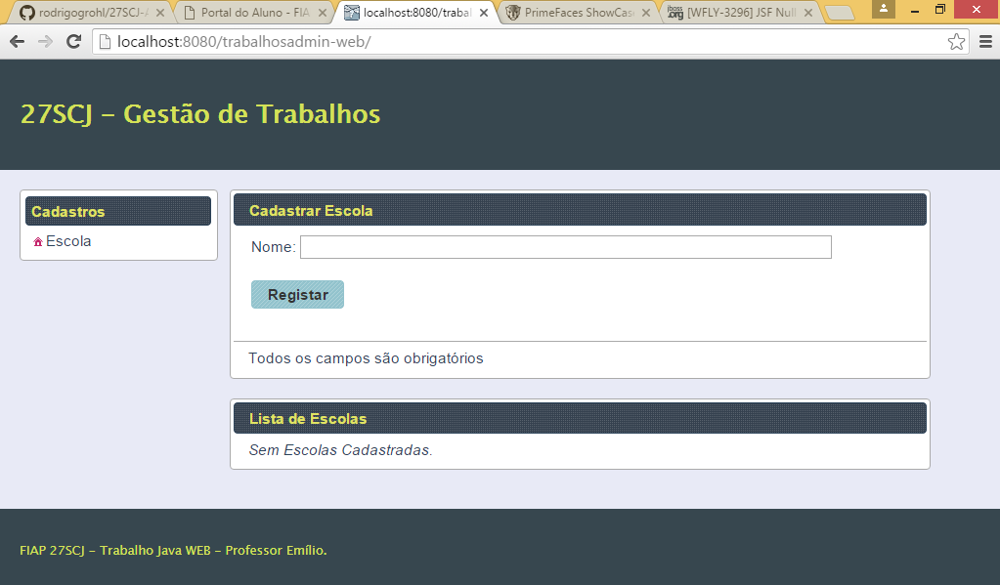 rodrigogrohl/27SCJ-A
Portal do Aluno - FIA
localhost:8080/trabal
PrimeFaces ShowCas
[WFLY-3296] JSF Null
localhost:8080/trabalhosadmin-web/
27SCJ - Gestão de Trabalhos
Cadastros
Escola
Cadastrar Escola
Nome:
Registar
Todos os campos são obrigatórios
Lista de Escolas
Sem Escolas Cadastradas.
FIAP 27SCJ - Trabalho Java WEB - Professor Emílio.